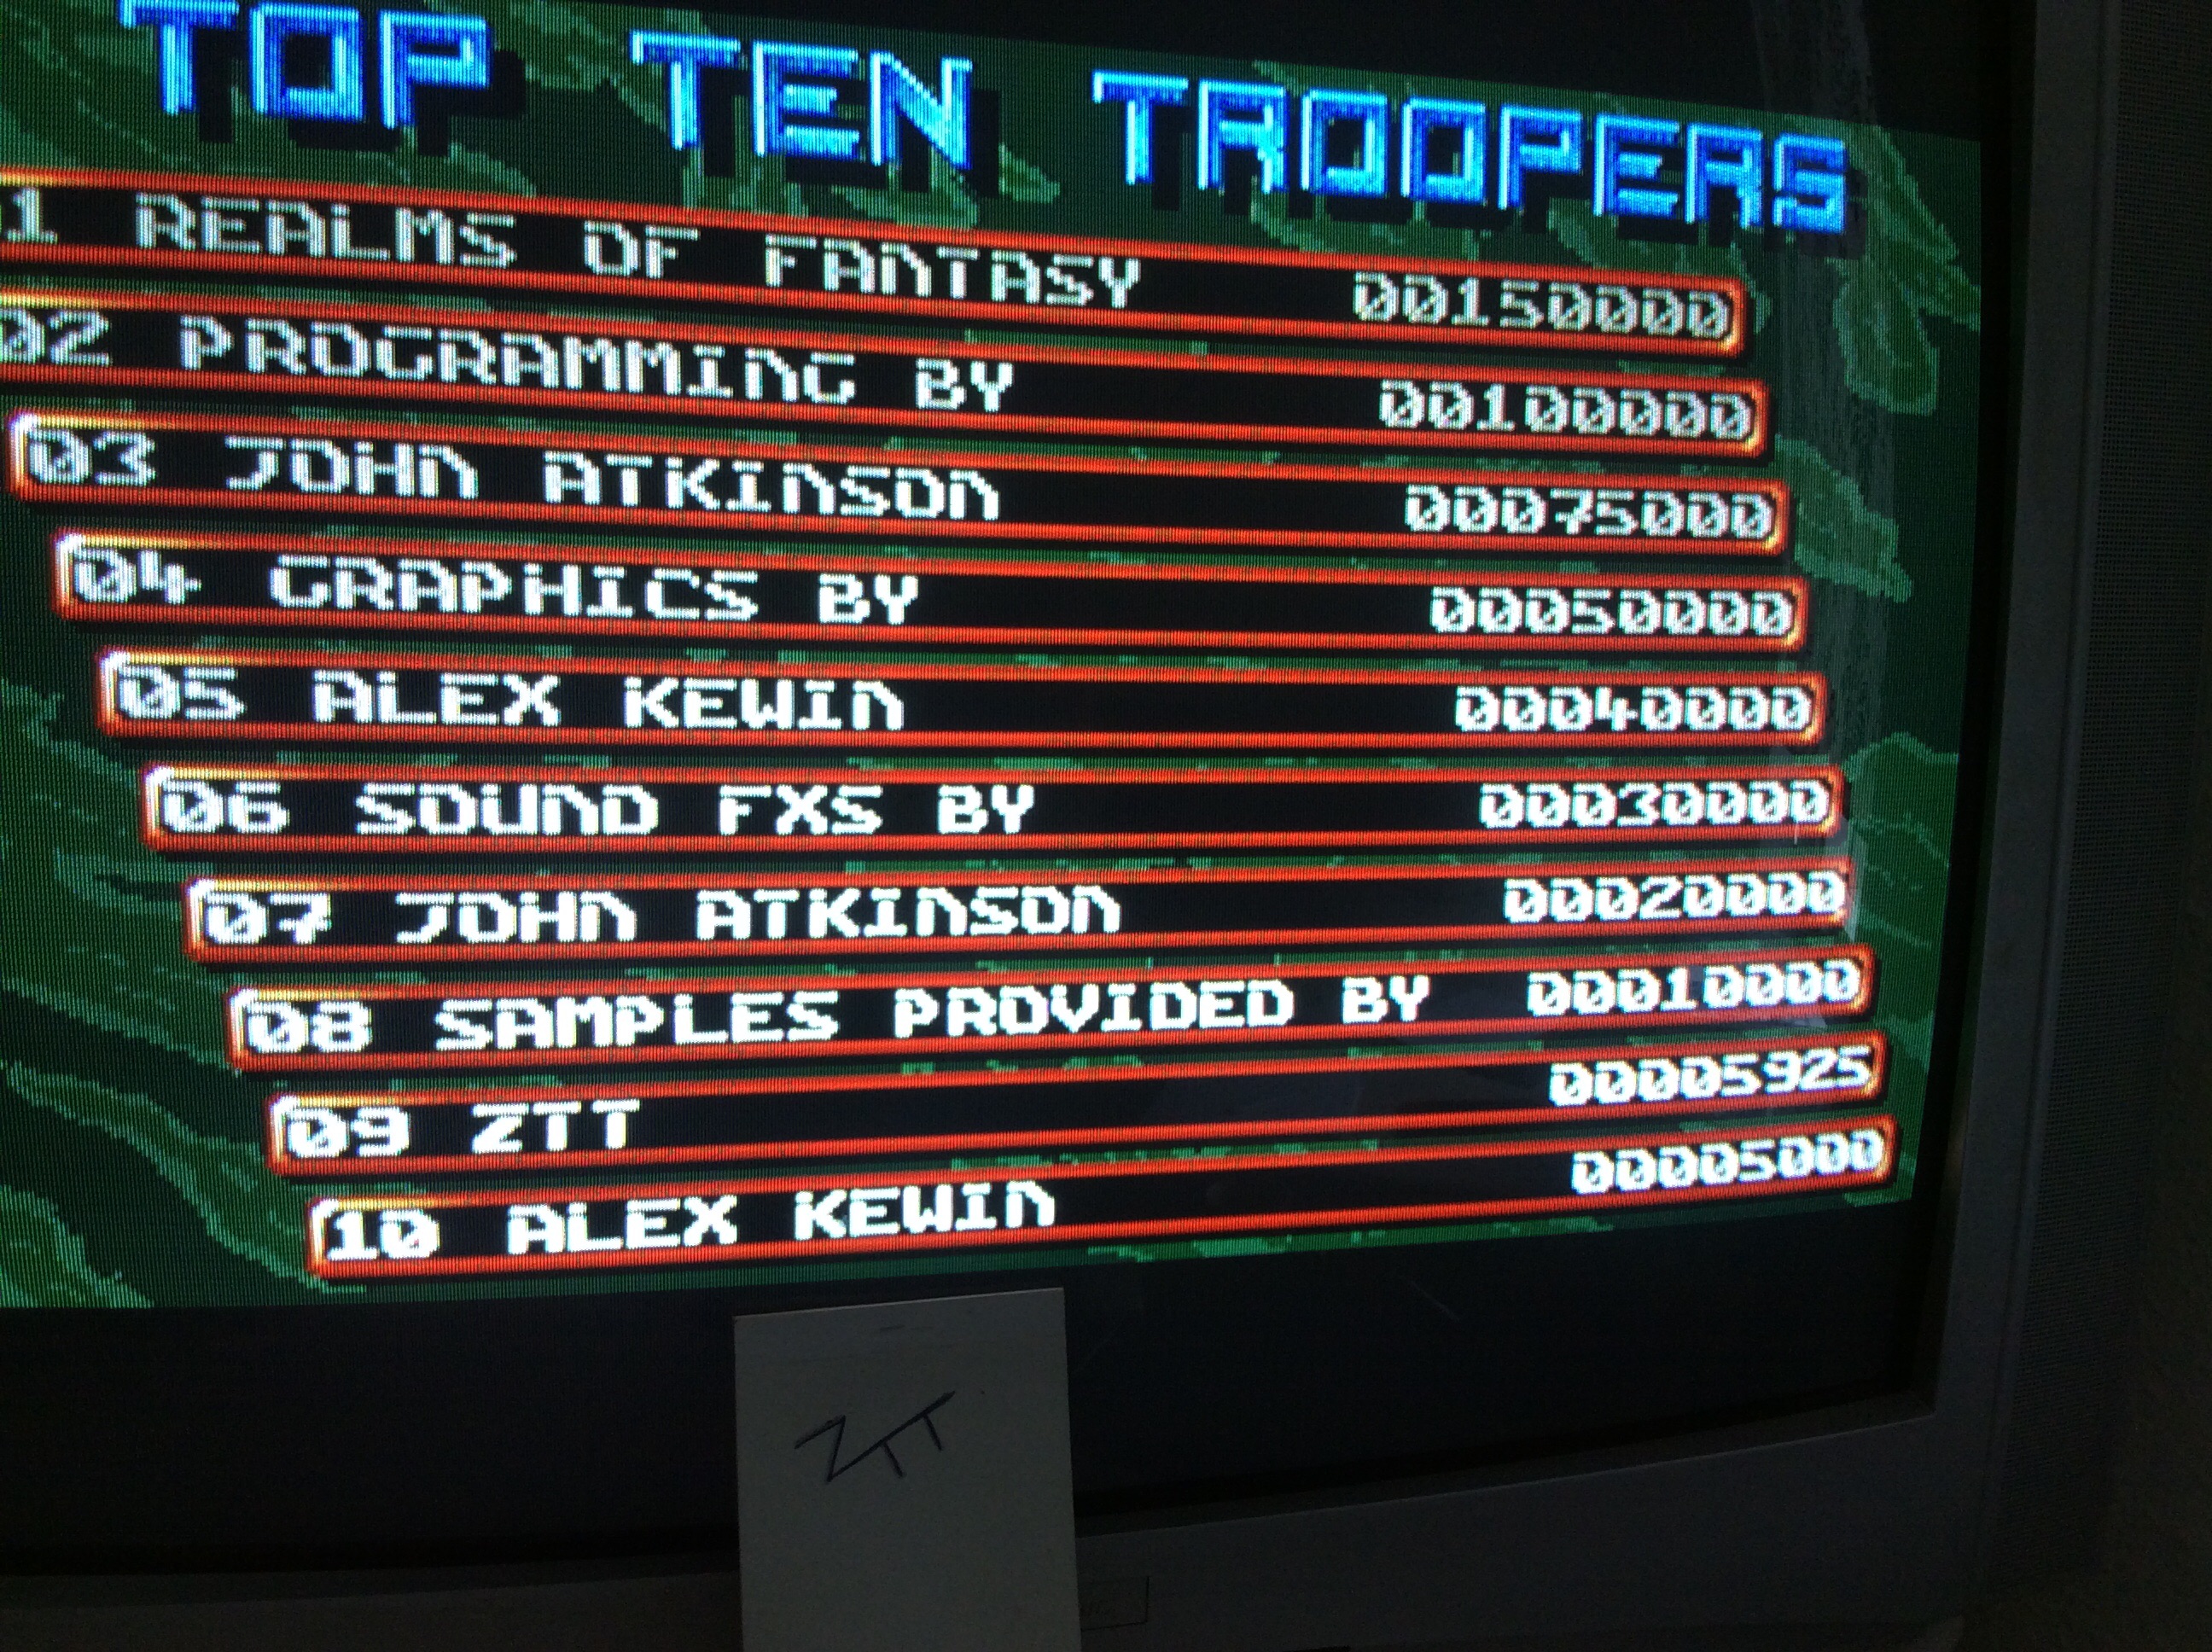 TOP TEN TROOPERS
1 REALMS OF FANTASY 00150000
02 PROGRAMMING BY 00100000
03 JOHN ATKINSON 00075000
04 GRAPHICS BY 00050000
05 ALEX KEWIN 00040000
06 SOUND FXS BY 00030000
07 JOHN ATKINSON 00020000
08 SAMPLES PROVIDED BY 00010000
09 ZTT 00005925
10 ALEX KEWIN 00005000
ZTT